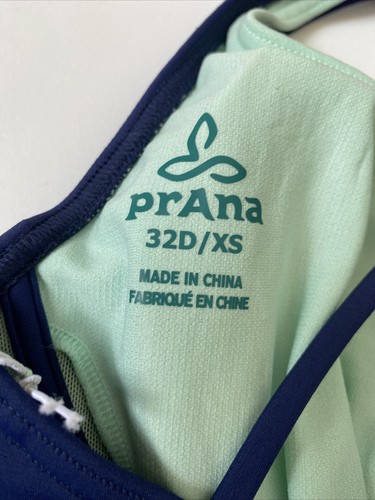 prAna
32D/XS
MADE IN CHINA
FABRIQUÉ EN CHINE